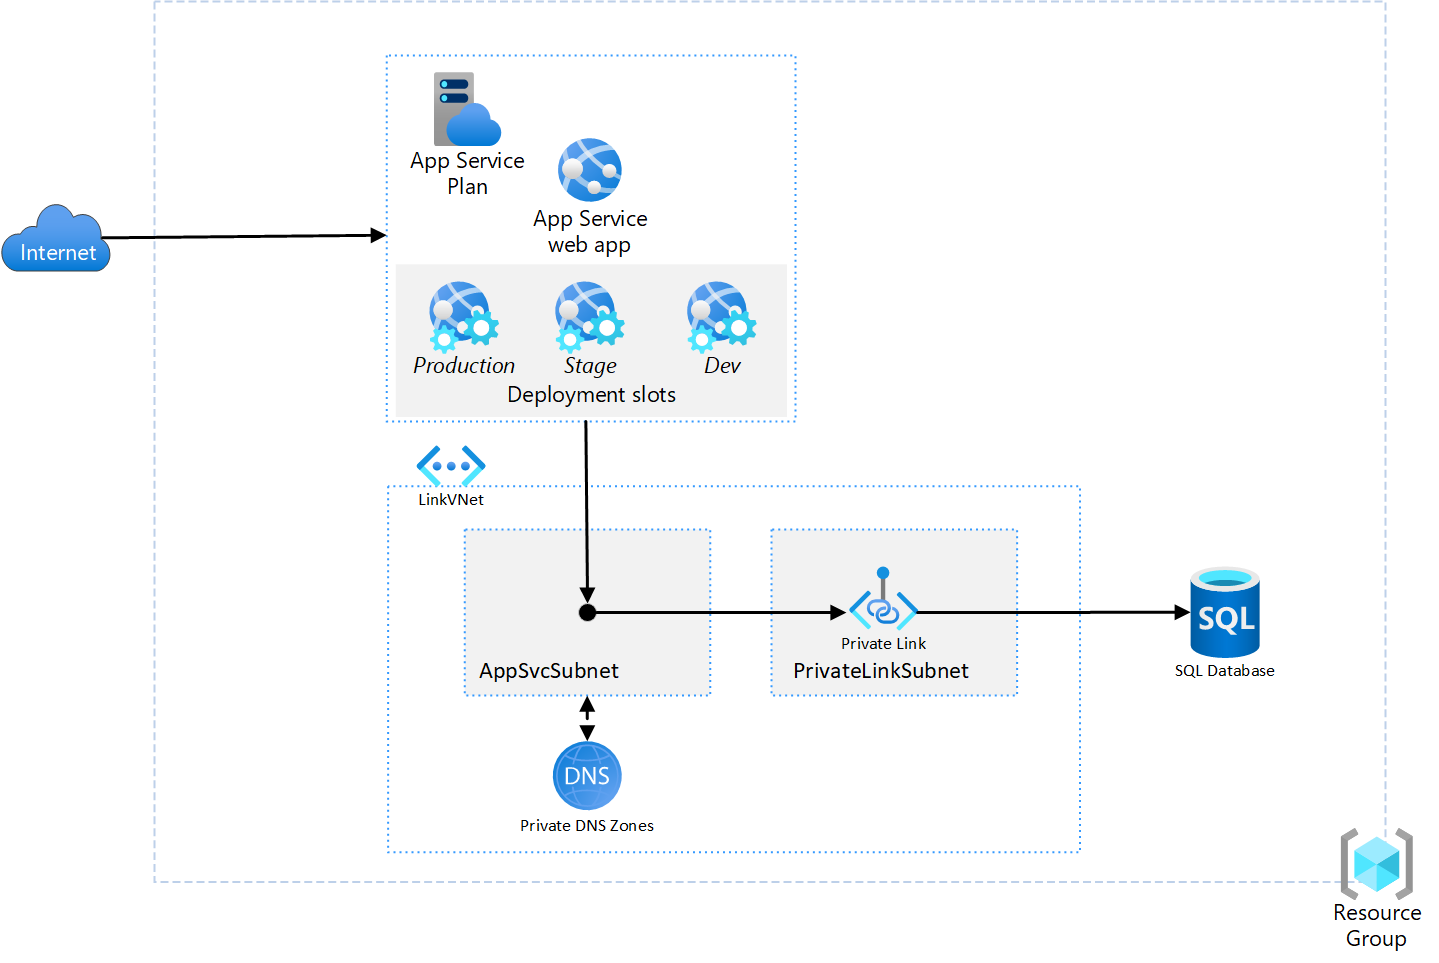 App Service
Plan
App Service
web app
Internet
Production
Stage
Dev
Deployment slots
LinkVNet
SQL
Private Link
AppSvcSubnet
PrivateLinkSubnet
SQL Database
DNS
Private DNS Zones
Resource
Group